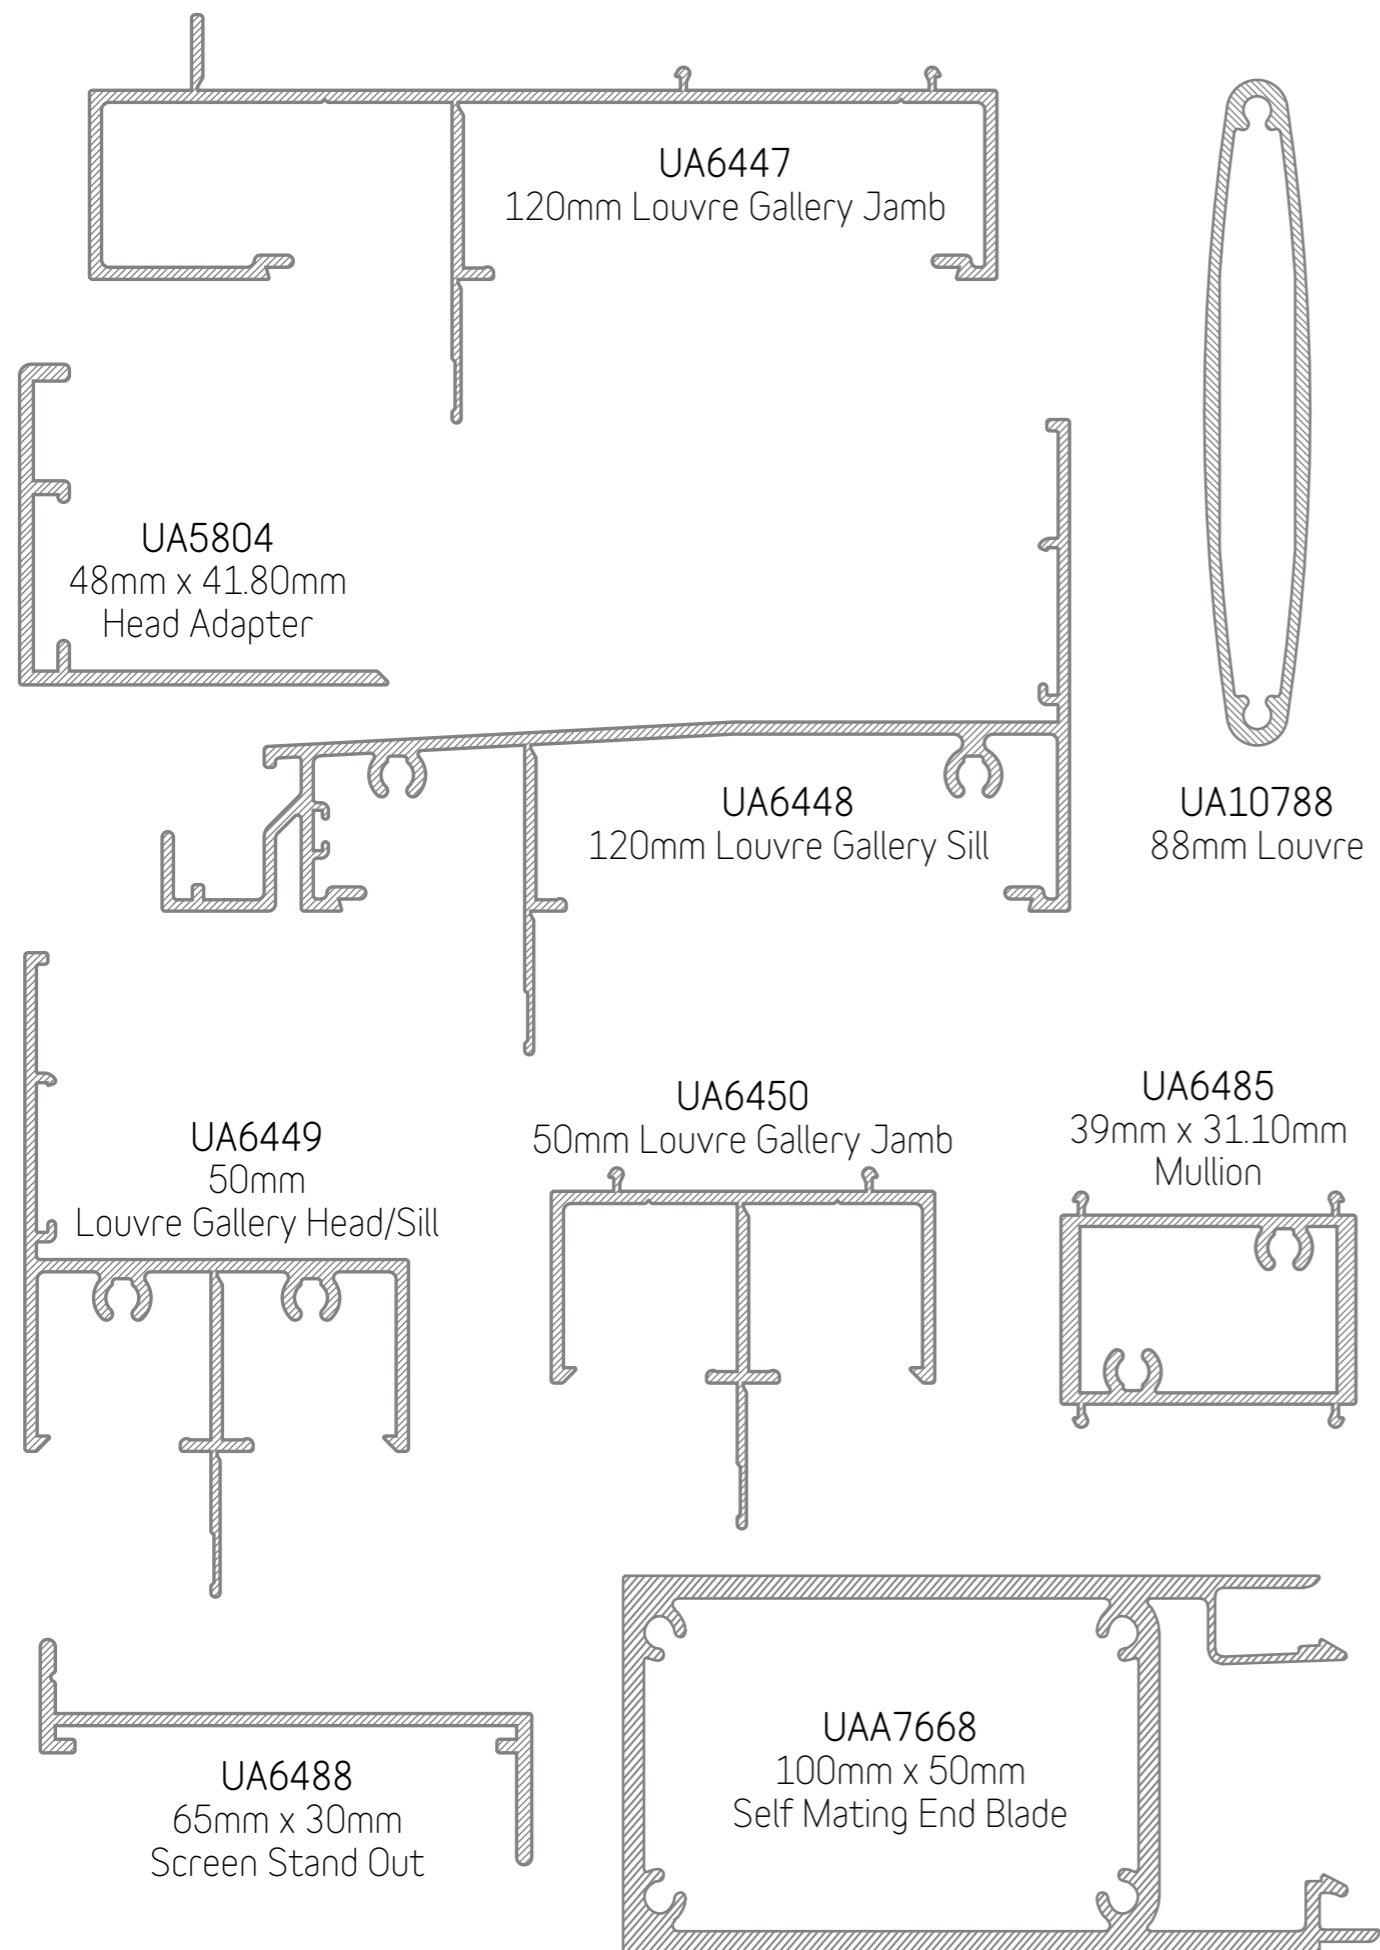 UA6447
120mm Louvre Gallery Jamb
UA5804
48mm x 41.80mm
Head Adapter
UA6448
120mm Louvre Gallery Sill
UA10788
88mm Louvre
UA6449
50mm
Louvre Gallery Head/Sill
UA6450
50mm Louvre Gallery Jamb
UA6485
39mm x 31.10mm
Mullion
UA6488
65mm x 30mm
Screen Stand Out
UAA7668
100mm x 50mm
Self Mating End Blade